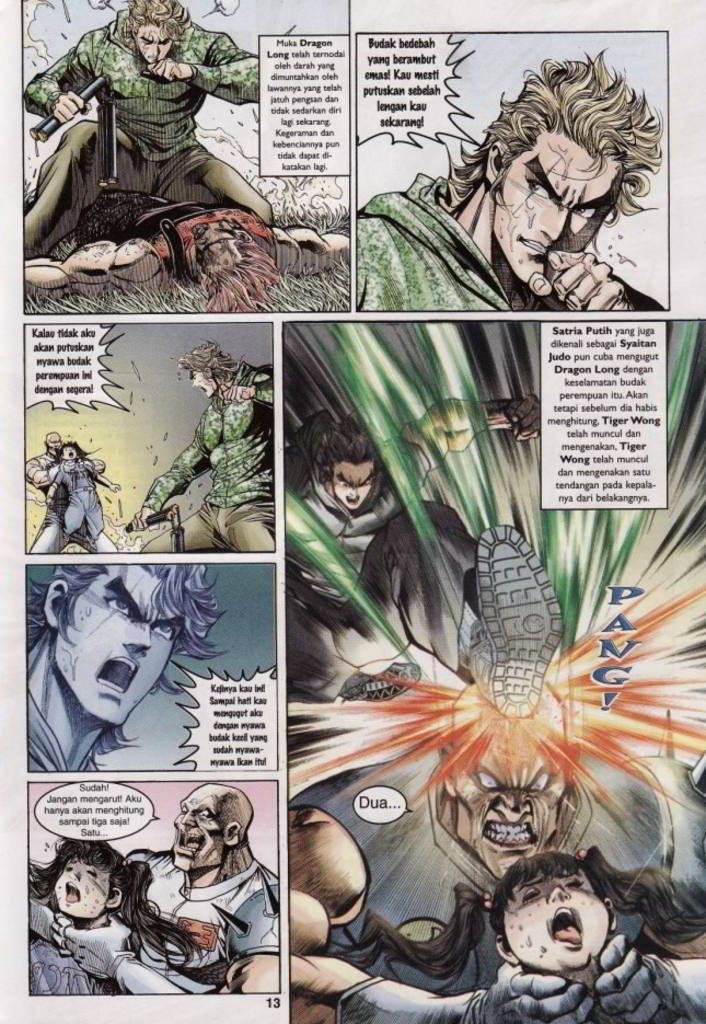 Muka Dragon
Long telah ternodai
oleh darah yang
dimuntahkan oleh
lawannya yang telah
jatuh pengsan dan
tidak sedarkan diri
lagi sekarang.
Kegeraman dan
kebenciannya pun
tidak dapat di-
katakan lagi.
Budak bedebah
yang berambut
emas! Kau mesti
putuskan sebelah
lengan kau
sekarang!
Kalau tidak aku
akan putuskan
nyawa budak
perempuan ini
dengan segera!
Satria Putih yang juga
dikenali sebagai Syaitan
Judo pun cuba mengugut
Dragon Long dengan
keselamatan budak
perempuan itu. Akan
tetapi sebelum dia habis
menghitung, Tiger Wong
telah muncul dan
mengenakan, Tiger
Wong telah muncul
dan mengenakan satu
tendangan pada kepala-
nya dari belakangnya.
Kejinya kau ini!
Sampai hati kau
mengugut aku
dengan nyawa
budak kecil yang
sudah nyawa-
nyawa ikan itu!
PANG!
Sudah!
Jangan mengarut! Aku
hanya akan menghitung
sampai tiga saja!
Satu...
Dua...
13